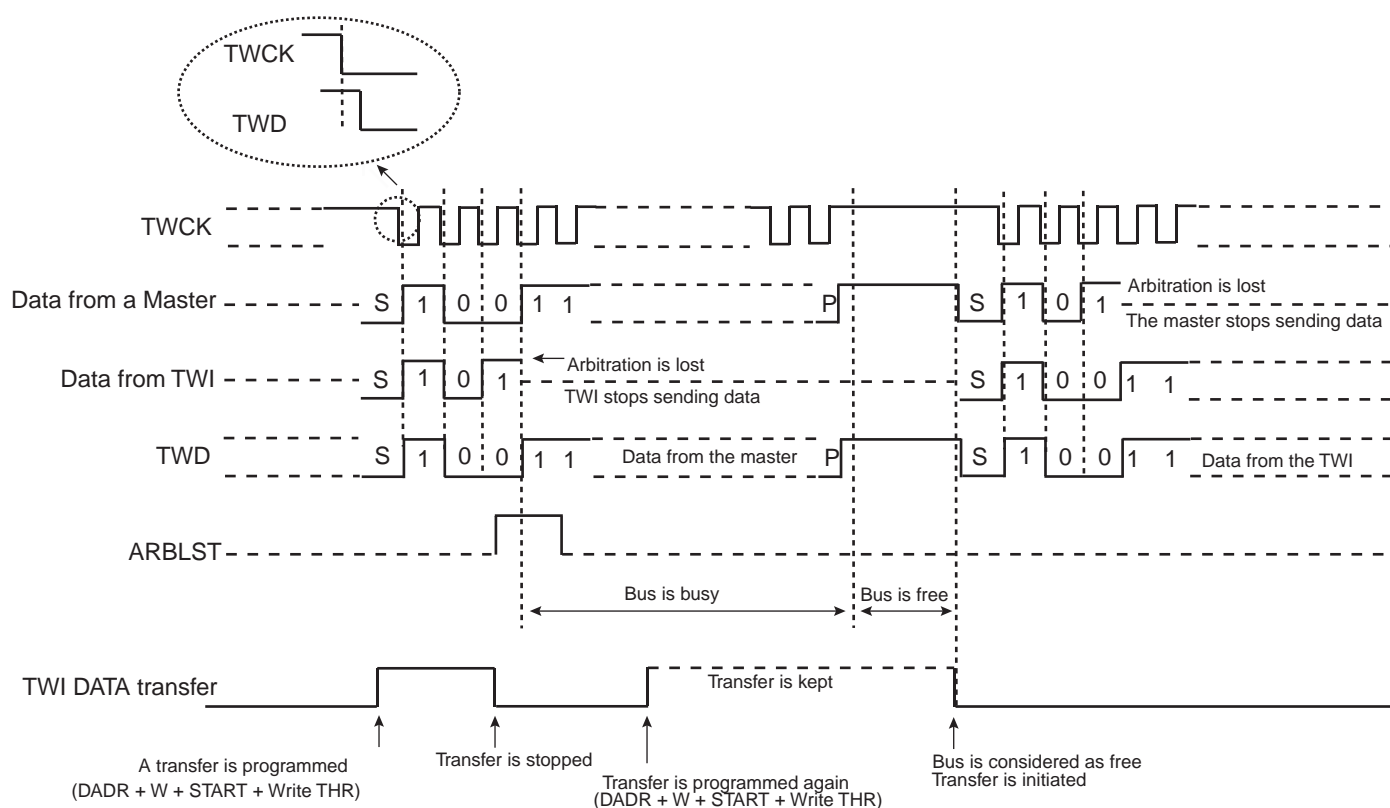 TWCK
TWD
TWCK
Data from a Master S 1 0 0 1 1 P S 1 0 1 Arbitration is lost
The master stops sending data
Data from TWI S 1 0 1 Arbitration is lost S 1 0 0 1 1
TWI stops sending data
TWD S 1 0 0 1 1 Data from the master P S 1 0 0 1 1 Data from the TWI
ARBLST
Bus is busy Bus is free
TWI DATA transfer Transfer is kept
A transfer is programmed
(DADR + W + START + Write THR)
Transfer is stopped
Transfer is programmed again
(DADR + W + START + Write THR)
Bus is considered as free
Transfer is initiated